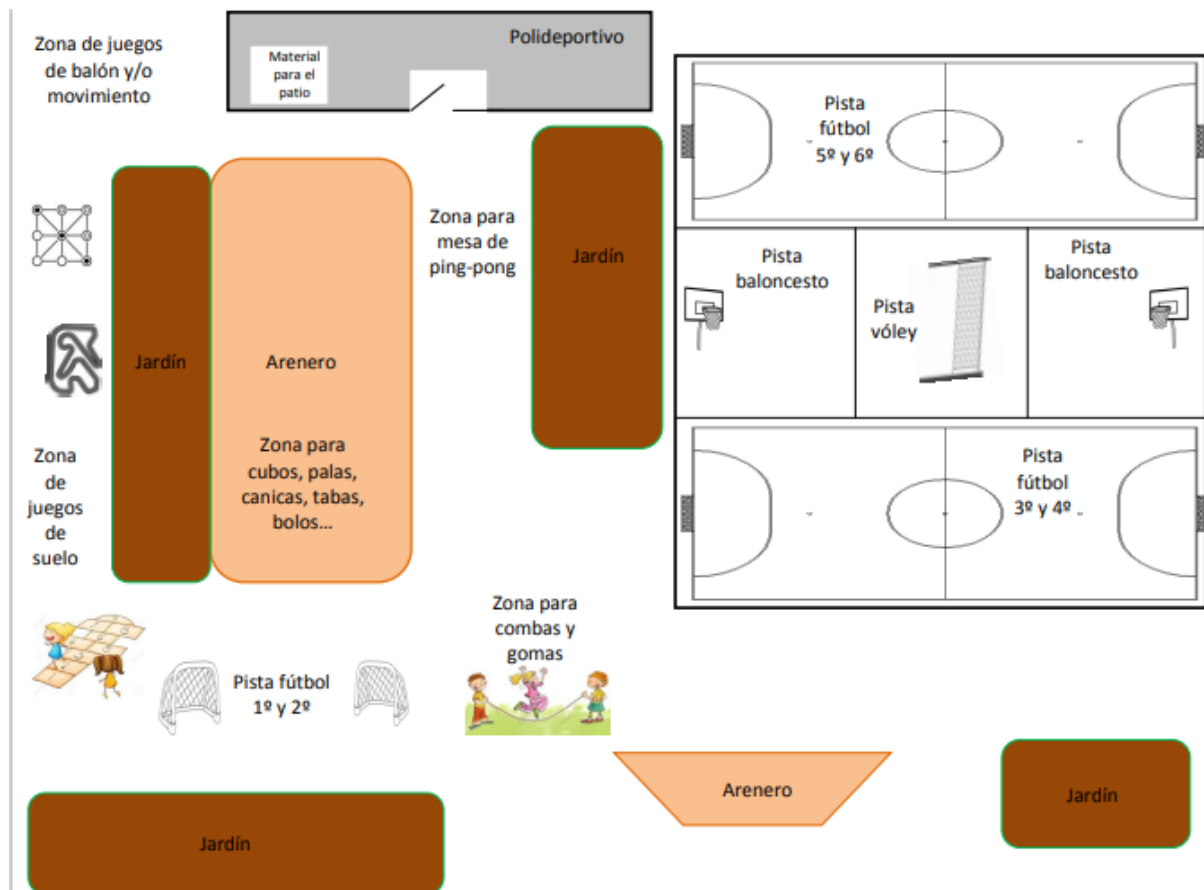 Zona de juegos
de balón y/o
movimiento
Polideportivo
Material
para el
patio
Pista
fútbol
5º y 6º
Zona para
mesa de
ping-pong
Jardín
Pista
baloncesto
Pista
vóley
Pista
baloncesto
Jardín
Arenero
Zona para
cubos, palas,
canicas, tabas,
bolos…
Zona
de
juegos
de
suelo
Pista
fútbol
3º y 4º
Zona para
combas y
gomas
Pista fútbol
1º y 2º
Arenero
Jardín
Jardín